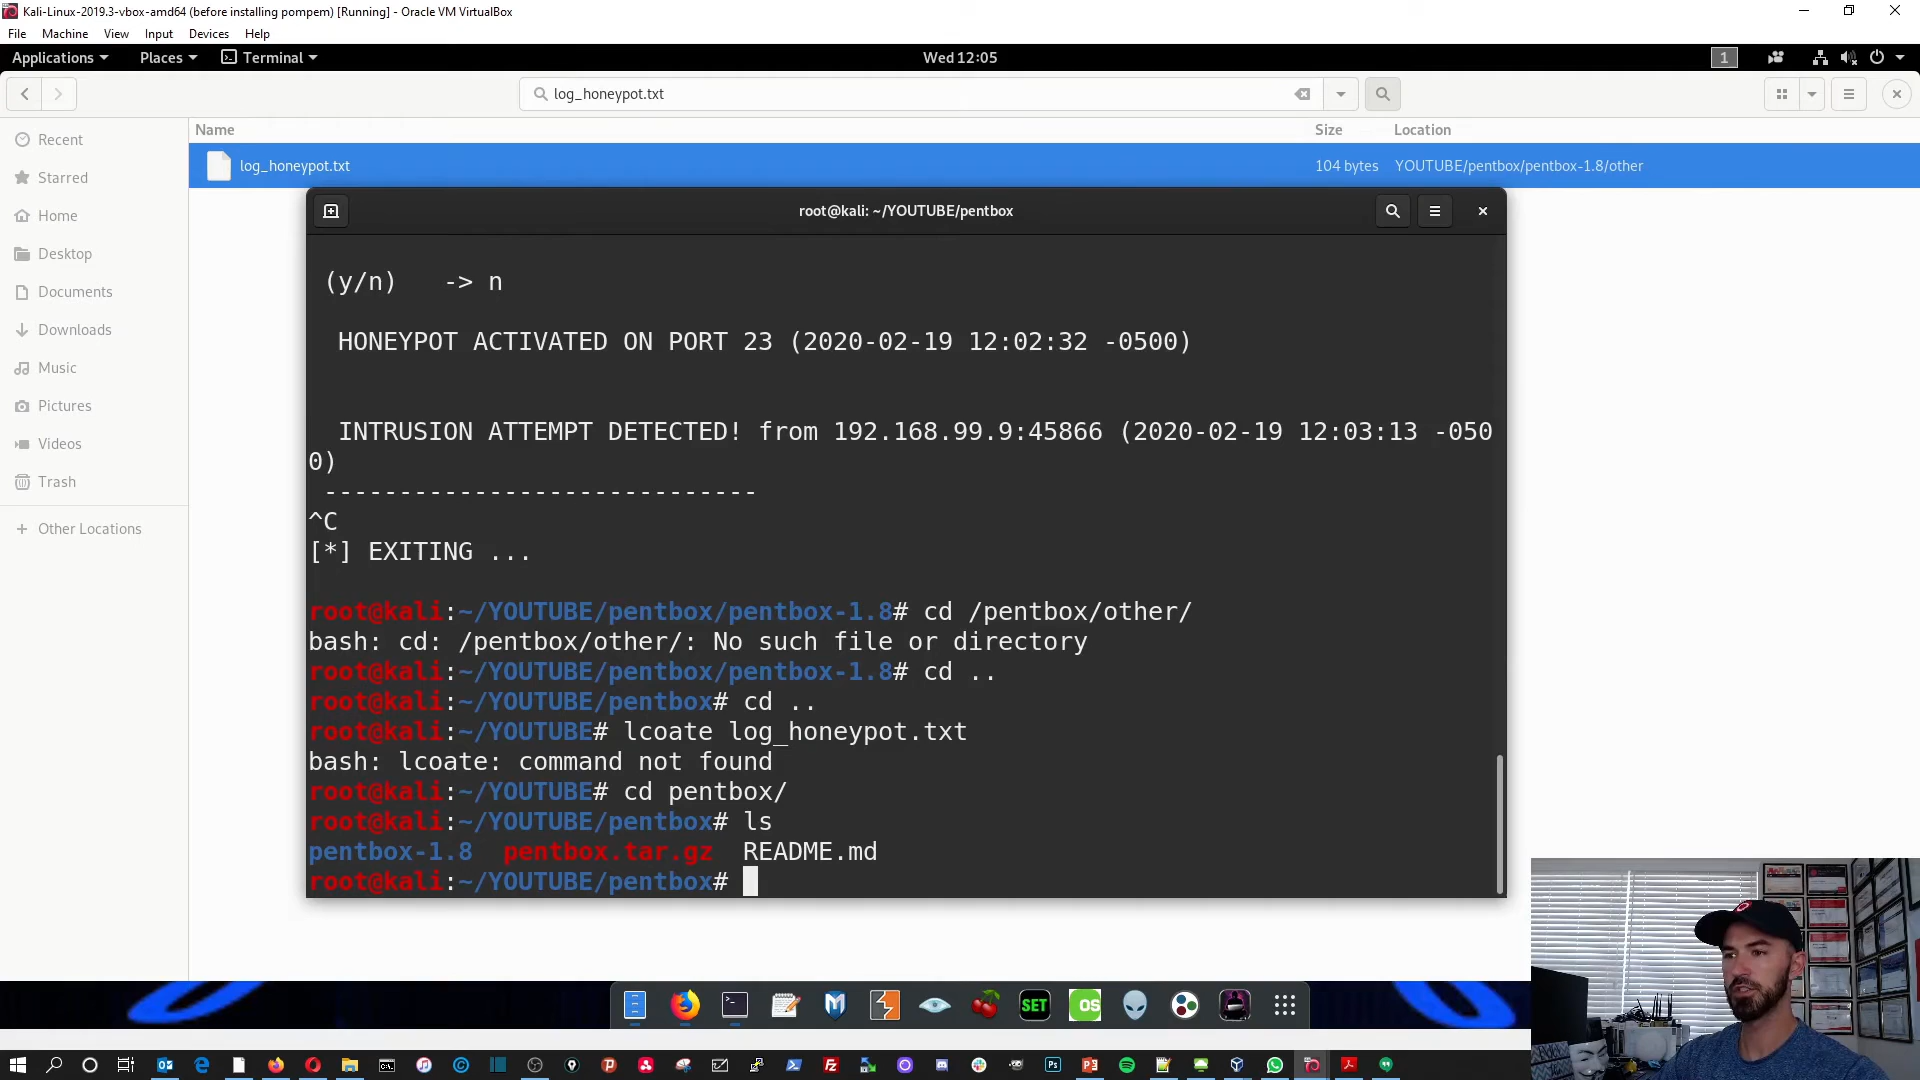 Kali-Linux-2019.3-vbox-amd64 (before installing pompem) [Running] - Oracle VM VirtualBox
File Machine View Input Devices Help
Applications Places Terminal Wed 12:05 1
log_honeypot.txt
Name Size Location
log_honeypot.txt 104 bytes YOUTUBE/pentbox/pentbox-1.8/other
Recent
Starred
Home
Desktop
Documents
Downloads
Music
Pictures
Videos
Trash
Other Locations
root@kali: ~/YOUTUBE/pentbox
(y/n)   -> n
HONEYPOT ACTIVATED ON PORT 23 (2020-02-19 12:02:32 -0500)
INTRUSION ATTEMPT DETECTED! from 192.168.99.9:45866 (2020-02-19 12:03:13 -050
0)
-----------------------------
^C
[*] EXITING ...
root@kali:~/YOUTUBE/pentbox/pentbox-1.8# cd /pentbox/other/
bash: cd: /pentbox/other/: No such file or directory
root@kali:~/YOUTUBE/pentbox/pentbox-1.8# cd ..
root@kali:~/YOUTUBE/pentbox# cd ..
root@kali:~/YOUTUBE# lcoate log_honeypot.txt
bash: lcoate: command not found
root@kali:~/YOUTUBE# cd pentbox/
root@kali:~/YOUTUBE/pentbox# ls
pentbox-1.8  pentbox.tar.gz  README.md
root@kali:~/YOUTUBE/pentbox#
SET OS